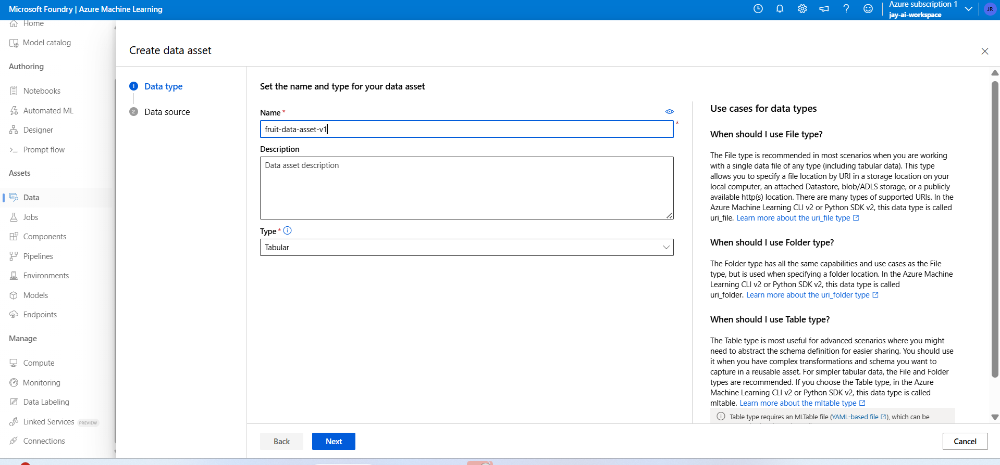 Microsoft Foundry | Azure Machine Learning
Azure subscription 1
jay-ai-workspace
JR
Home
Model catalog
Authoring
Notebooks
Automated ML
Designer
Prompt flow
Assets
Data
Jobs
Components
Pipelines
Environments
Models
Endpoints
Manage
Compute
Monitoring
Data Labeling
Linked Services PREVIEW
Connections
Create data asset
1 Data type
2 Data source
Set the name and type for your data asset
Name *
fruit-data-asset-v1
*
Description
Data asset description
Type *
Tabular
Use cases for data types
When should I use File type?
The File type is recommended in most scenarios when you are working
with a single data file of any type (including tabular data). This type
allows you to specify a file location by URI in a storage location on your
local computer, an attached Datastore, blob/ADLS storage, or a publicly
available http(s) location. There are many types of supported URIs. In the
Azure Machine Learning CLI v2 or Python SDK v2, this data type is called
uri_file. Learn more about the uri_file type
When should I use Folder type?
The Folder type has all the same capabilities and use cases as the File
type, but is used when specifying a folder location. In the Azure Machine
Learning CLI v2 or Python SDK v2, this data type is called
uri_folder. Learn more about the uri_folder type
When should I use Table type?
The Table type is most useful for advanced scenarios where you might
need to abstract the schema definition for easier sharing. You should use
it when you have complex transformations and schema you want to
capture in a reusable asset. For simpler tabular data, the File and Folder
types are recommended. If you choose the Table type, in the Azure
Machine Learning CLI v2 or Python SDK v2, this data type is called
mltable. Learn more about the mltable type
Table type requires an MLTable file (YAML-based file), which can be
Back
Next
Cancel